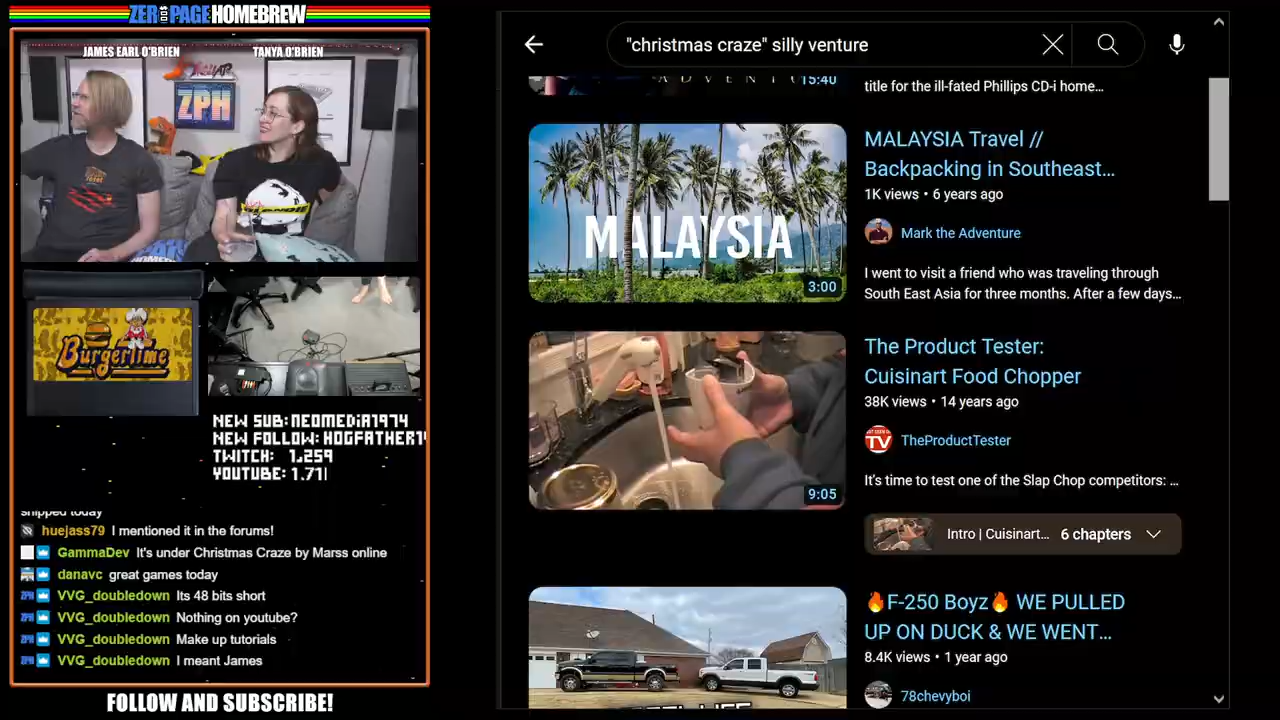 ZERO PAGE HOMEBREW
JAMES EARL O'BRIEN
TANYA O'BRIEN
ZPH
BLONDIE
BurgerTime
NEW SUB: NEOMEDIA1974
NEW FOLLOW: HOGFATHER1
TWITCH: 1,259
YOUTUBE: 1.71
shipped today
huejass79 I mentioned it in the forums!
GammaDev It's under Christmas Craze by Marss online
danavc great games today
VVG_doubledown Its 48 bits short
VVG_doubledown Nothing on youtube?
VVG_doubledown Make up tutorials
VVG_doubledown I meant James
FOLLOW AND SUBSCRIBE!
"christmas craze" silly venture
15:40
title for the ill-fated Phillips CD-i home…
MALAYSIA
3:00
MALAYSIA Travel //
Backpacking in Southeast…
1K views • 6 years ago
Mark the Adventure
I went to visit a friend who was traveling through
South East Asia for three months. After a few days…
9:05
The Product Tester:
Cuisinart Food Chopper
38K views • 14 years ago
TV
TheProductTester
It's time to test one of the Slap Chop competitors: …
Intro | Cuisinart… 6 chapters
🔥F-250 Boyz🔥 WE PULLED
UP ON DUCK & WE WENT…
8.4K views • 1 year ago
78chevyboi